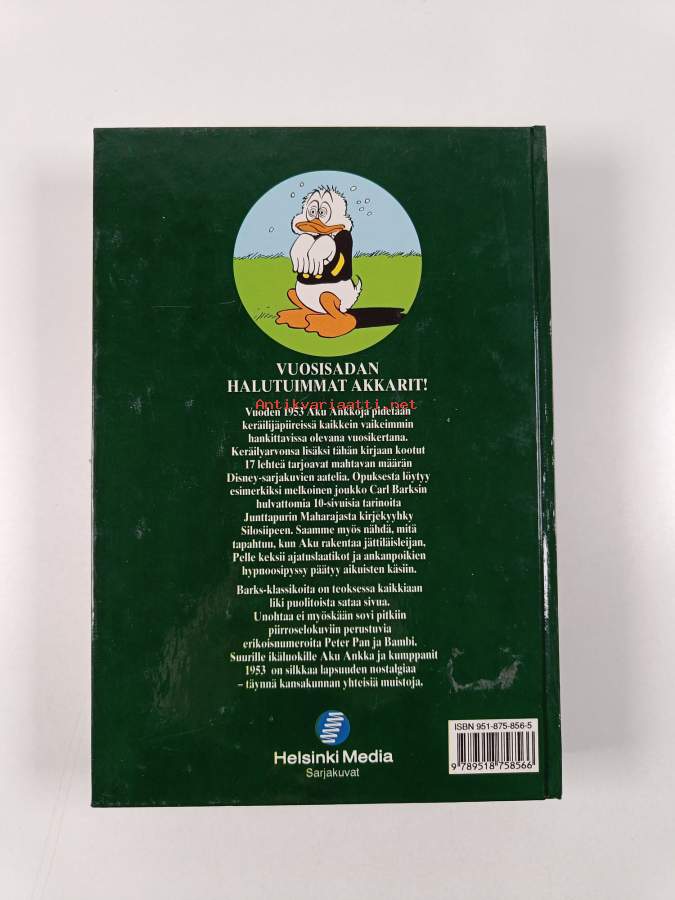 VUOSISADAN
HALUTUIMMAT AKKARIT!
Antikvariaatti.net
Vuoden 1953 Aku Ankkoja pidetään
keräilijäpiireissä kaikkein vaikeimmin
hankittavissa olevana vuosikertana.
Keräilyarvonsa lisäksi tähän kirjaan kootut
17 lehteä tarjoavat mahtavan määrän
Disney-sarjakuvien aatelia. Opuksesta löytyy
esimerkiksi melkoinen joukko Carl Barksin
hulvattomia 10-sivuisia tarinoita
Junttapurin Maharajasta kirjekyyhky
Silosiipeen. Saamme myös nähdä, mitä
tapahtuu, kun Aku rakentaa jättiläisleijan,
Pelle keksii ajatuslaatikot ja ankanpoikien
hypnoosipyssy päätyy aikuisten käsiin.
Barks-klassikoita on teoksessa kaikkiaan
liki puolitoista sataa sivua.
Unohtaa ei myöskään sovi pitkiin
piirroselokuviin perustuvia
erikoisnumeroita Peter Pan ja Bambi.
Suurille ikäluokille Aku Ankka ja kumppanit
1953 on silkkaa lapsuuden nostalgiaa
– täynnä kansakunnan yhteisiä muistoja.
ISBN 951-875-856-5
9 789518 758566
Helsinki Media
Sarjakuvat